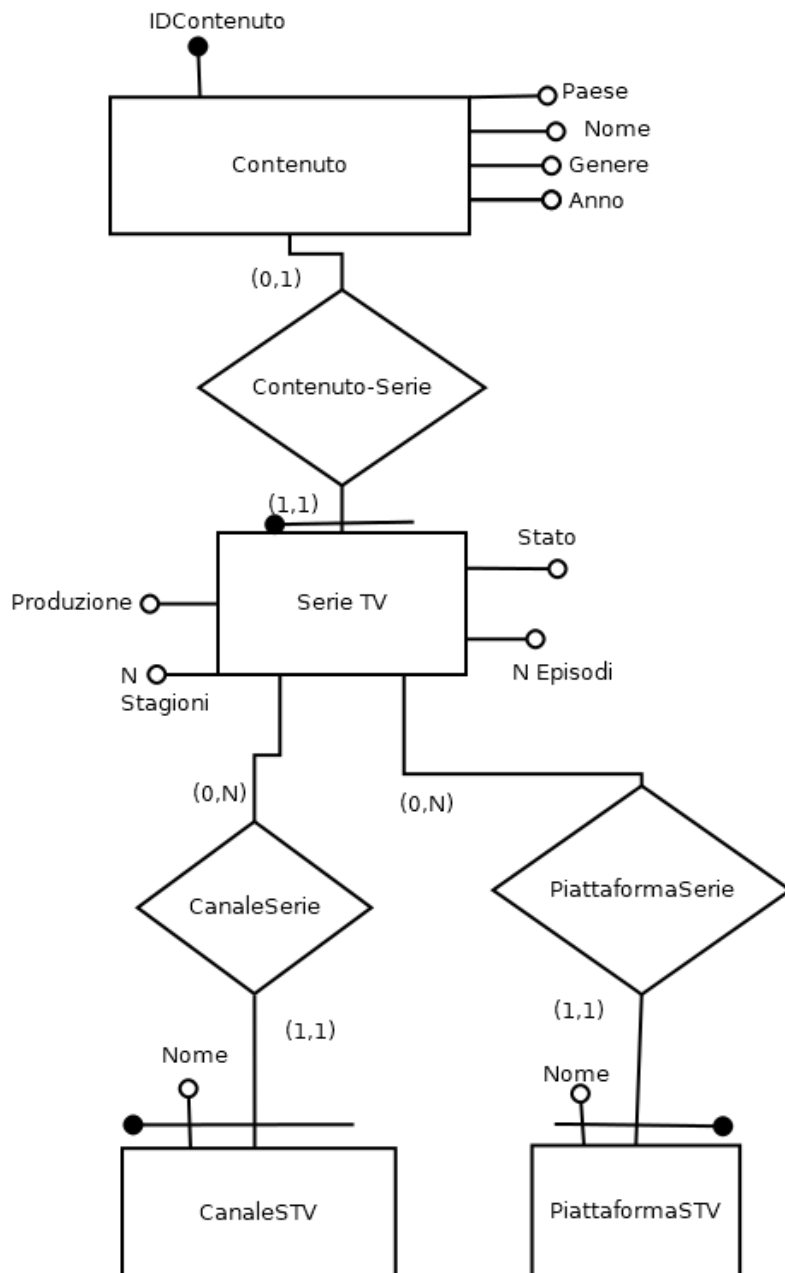 IDContenuto
Paese
Nome
Genere
Anno
Contenuto
(0,1)
Contenuto-Serie
(1,1)
Stato
Produzione
Serie TV
N
Stagioni
N Episodi
(0,N)
(0,N)
CanaleSerie
PiattaformaSerie
(1,1)
(1,1)
Nome
Nome
CanaleSTV
PiattaformaSTV